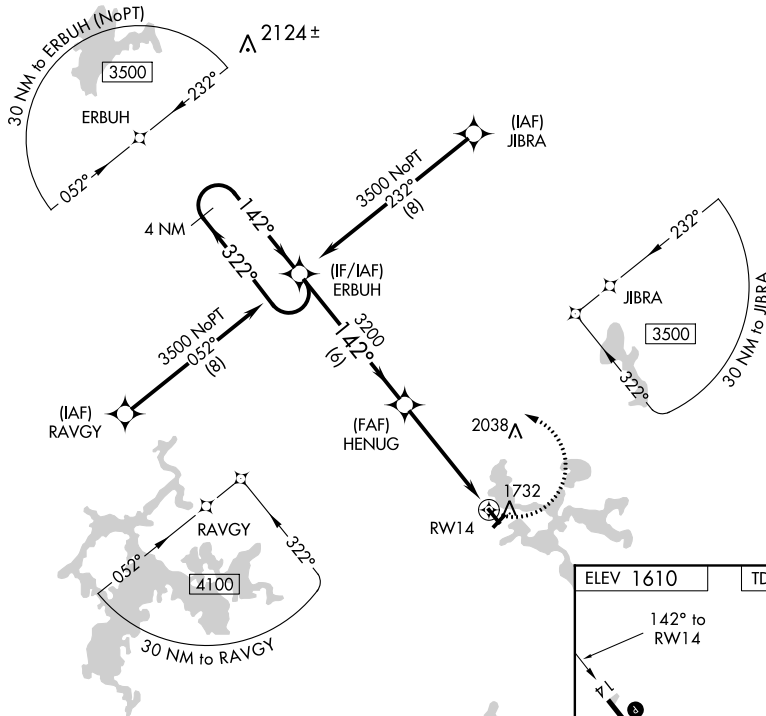 30 NM to ERBUH (NoPT)
3500
ERBUH
232°
052°
2124 ±
(IAF)
JIBRA
3500 NoPT
232°
(8)
4 NM
142°
322°
(IF/IAF)
ERBUH
3200
142°
(6)
3500 NoPT
052°
(8)
(IAF)
RAVGY
(FAF)
HENUG
232°
JIBRA
3500
322°
30 NM to JIBRA
2038
1732
RW14
RAVGY
052°
322°
4100
30 NM to RAVGY
ELEV 1610
TD
142° to
RW14
14
P